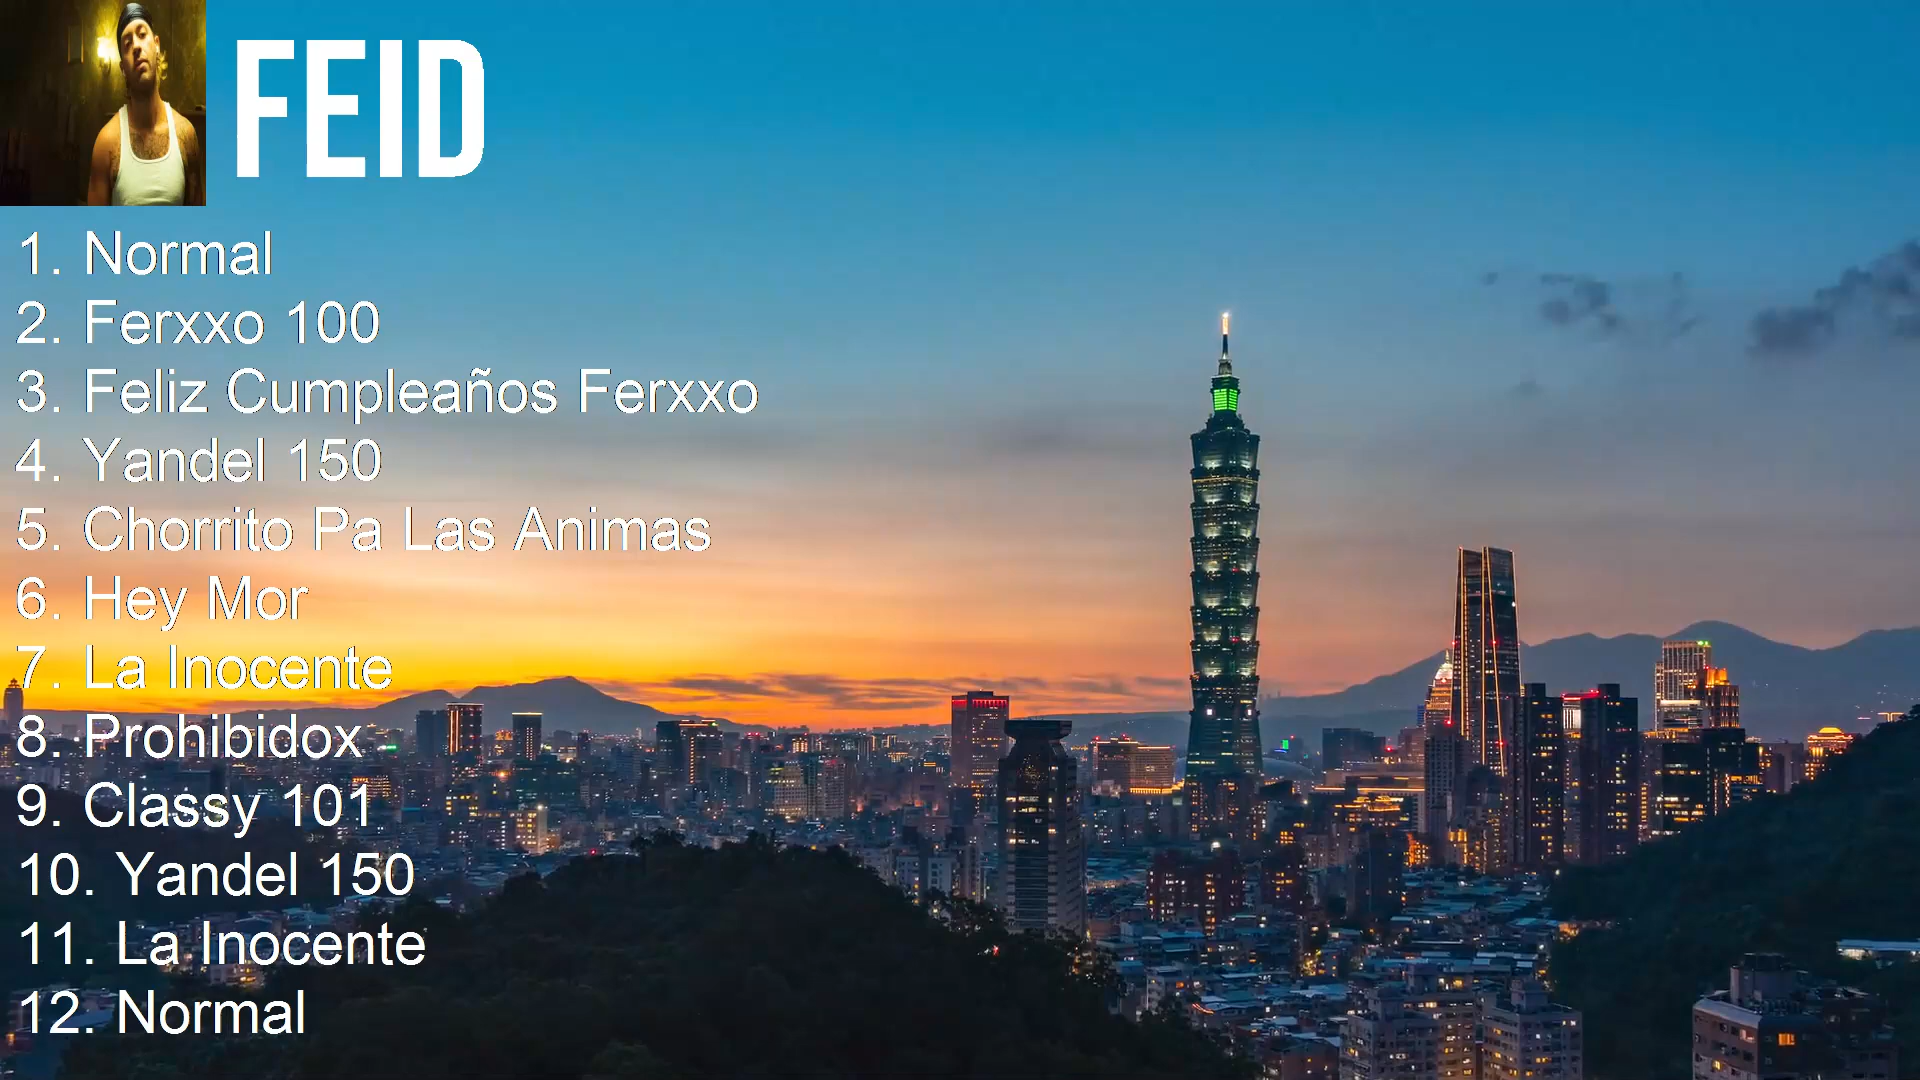 FEID
1. Normal
2. Ferxxo 100
3. Feliz Cumpleaños Ferxxo
4. Yandel 150
5. Chorrito Pa Las Animas
6. Hey Mor
7. La Inocente
8. Prohibidox
9. Classy 101
10. Yandel 150
11. La Inocente
12. Normal